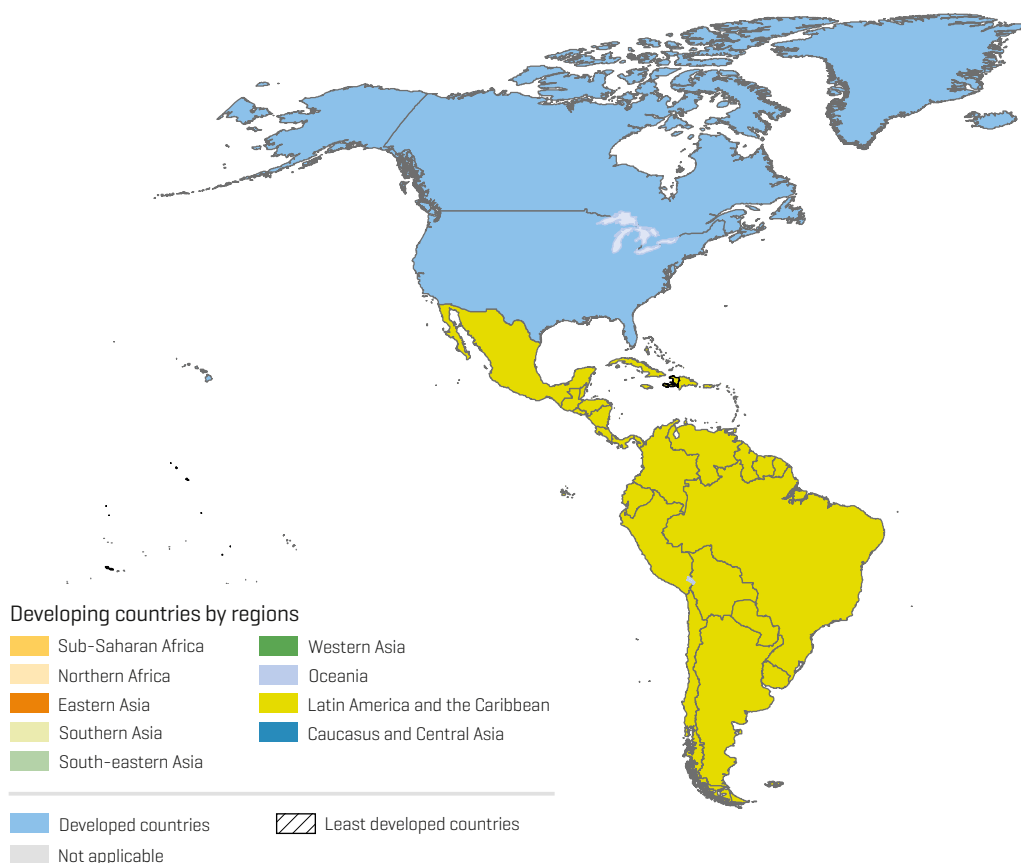 Developing countries by regions
Sub-Saharan Africa
Northern Africa
Eastern Asia
Southern Asia
South-eastern Asia
Western Asia
Oceania
Latin America and the Caribbean
Caucasus and Central Asia
Developed countries
Least developed countries
Not applicable